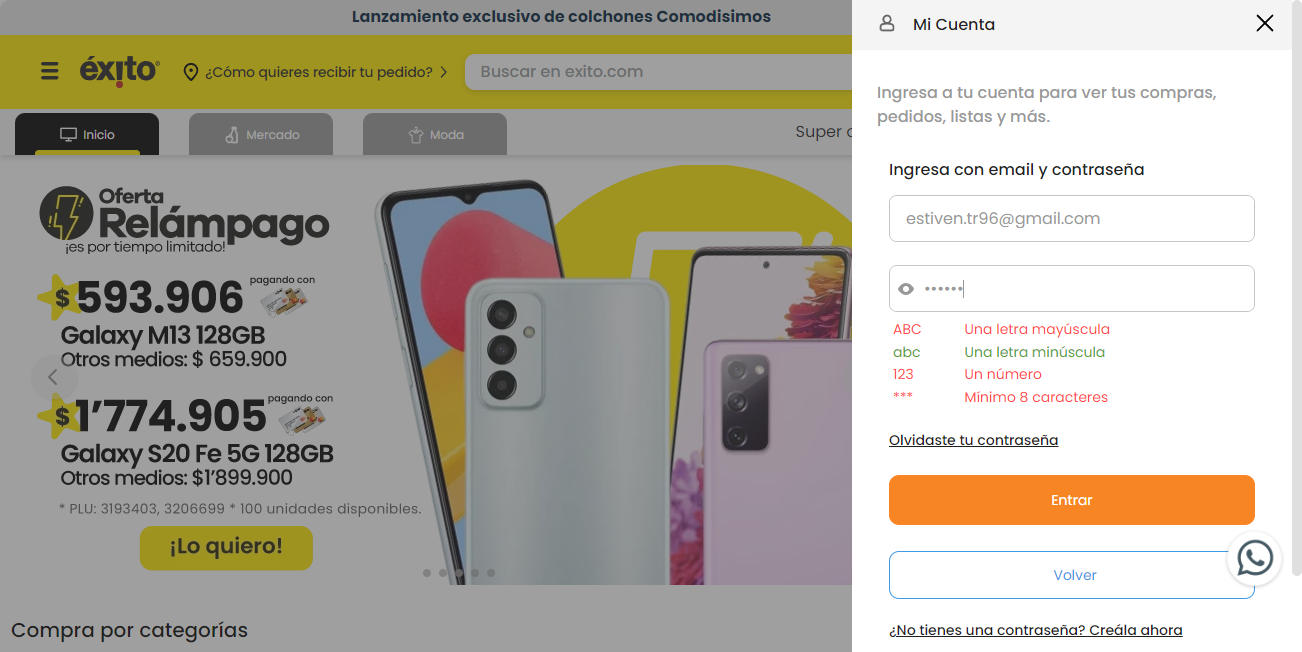 Lanzamiento exclusivo de colchones Comodisimos
éxito
¿Cómo quieres recibir tu pedido?
Buscar en exito.com
Inicio
Mercado
Moda
Super
Oferta
Relámpago
¡es por tiempo limitado!
$593.906
pagando con
Galaxy M13 128GB
Otros medios: $ 659.900
$1’774.905
pagando con
Galaxy S20 Fe 5G 128GB
Otros medios: $1’899.900
* PLU: 3193403, 3206699 * 100 unidades disponibles.
¡Lo quiero!
Compra por categorías
Mi Cuenta
Ingresa a tu cuenta para ver tus compras,
pedidos, listas y más.
Ingresa con email y contraseña
estiven.tr96@gmail.com
••••••
ABC Una letra mayúscula
abc Una letra minúscula
123 Un número
*** Mínimo 8 caracteres
Olvidaste tu contraseña
Entrar
Volver
¿No tienes una contraseña? Creála ahora